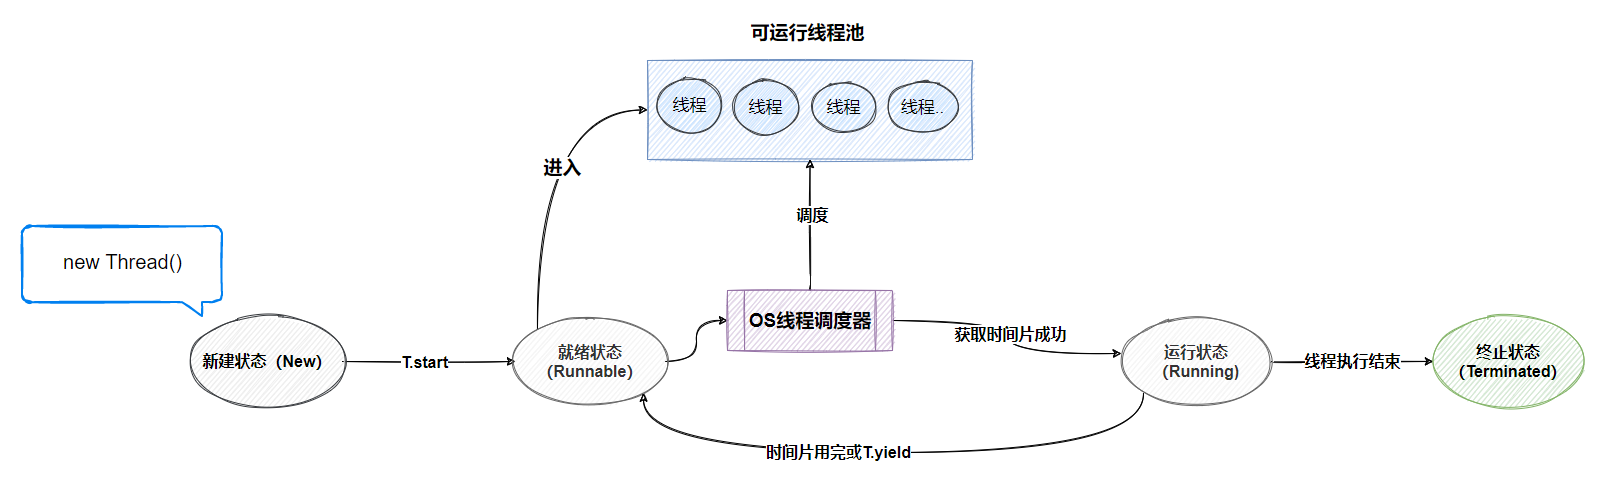 可运行线程池
线程
线程
线程
线程..
进入
调度
new Thread()
新建状态（New）
T.start
就绪状态
（Runnable）
OS线程调度器
获取时间片成功
运行状态
（Running）
线程执行结束
终止状态
（Terminated）
时间片用完或T.yield